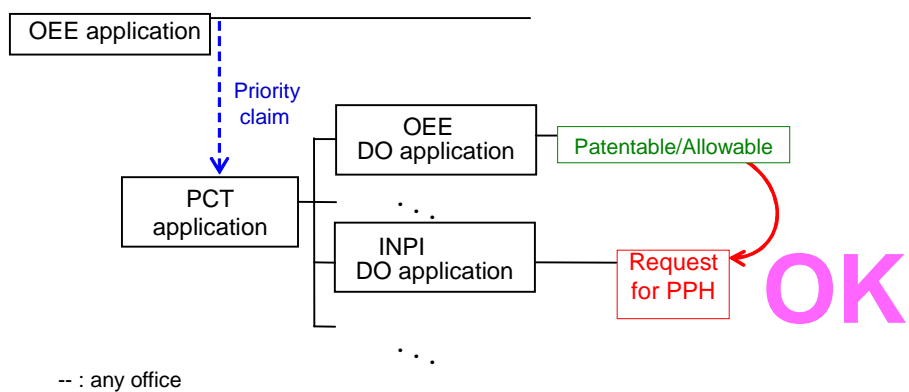 OEE application
Priority
claim
OEE
DO application
Patentable/Allowable
PCT
application
. . .
INPI
DO application
Request
for PPH
OK
. . .
-- : any office